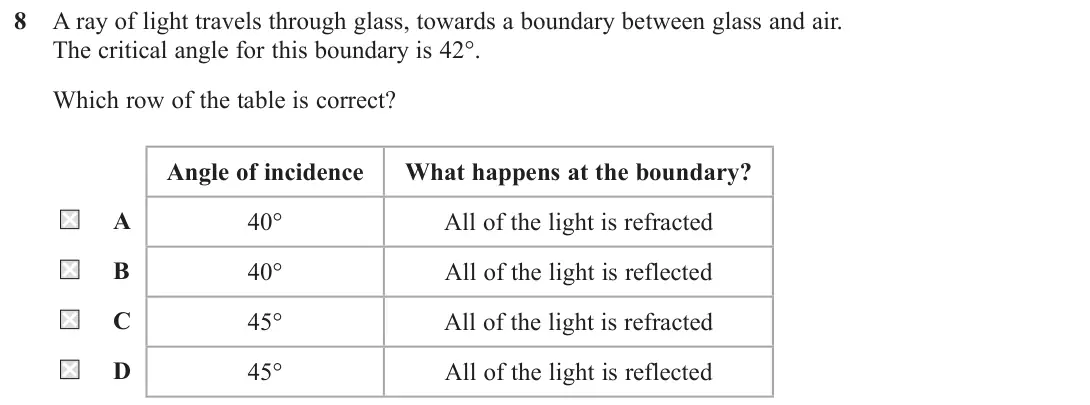 8 A ray of light travels through glass, towards a boundary between glass and air.
The critical angle for this boundary is 42°.
Which row of the table is correct?
Angle of incidence What happens at the boundary?
A 40° All of the light is refracted
B 40° All of the light is reflected
C 45° All of the light is refracted
D 45° All of the light is reflected